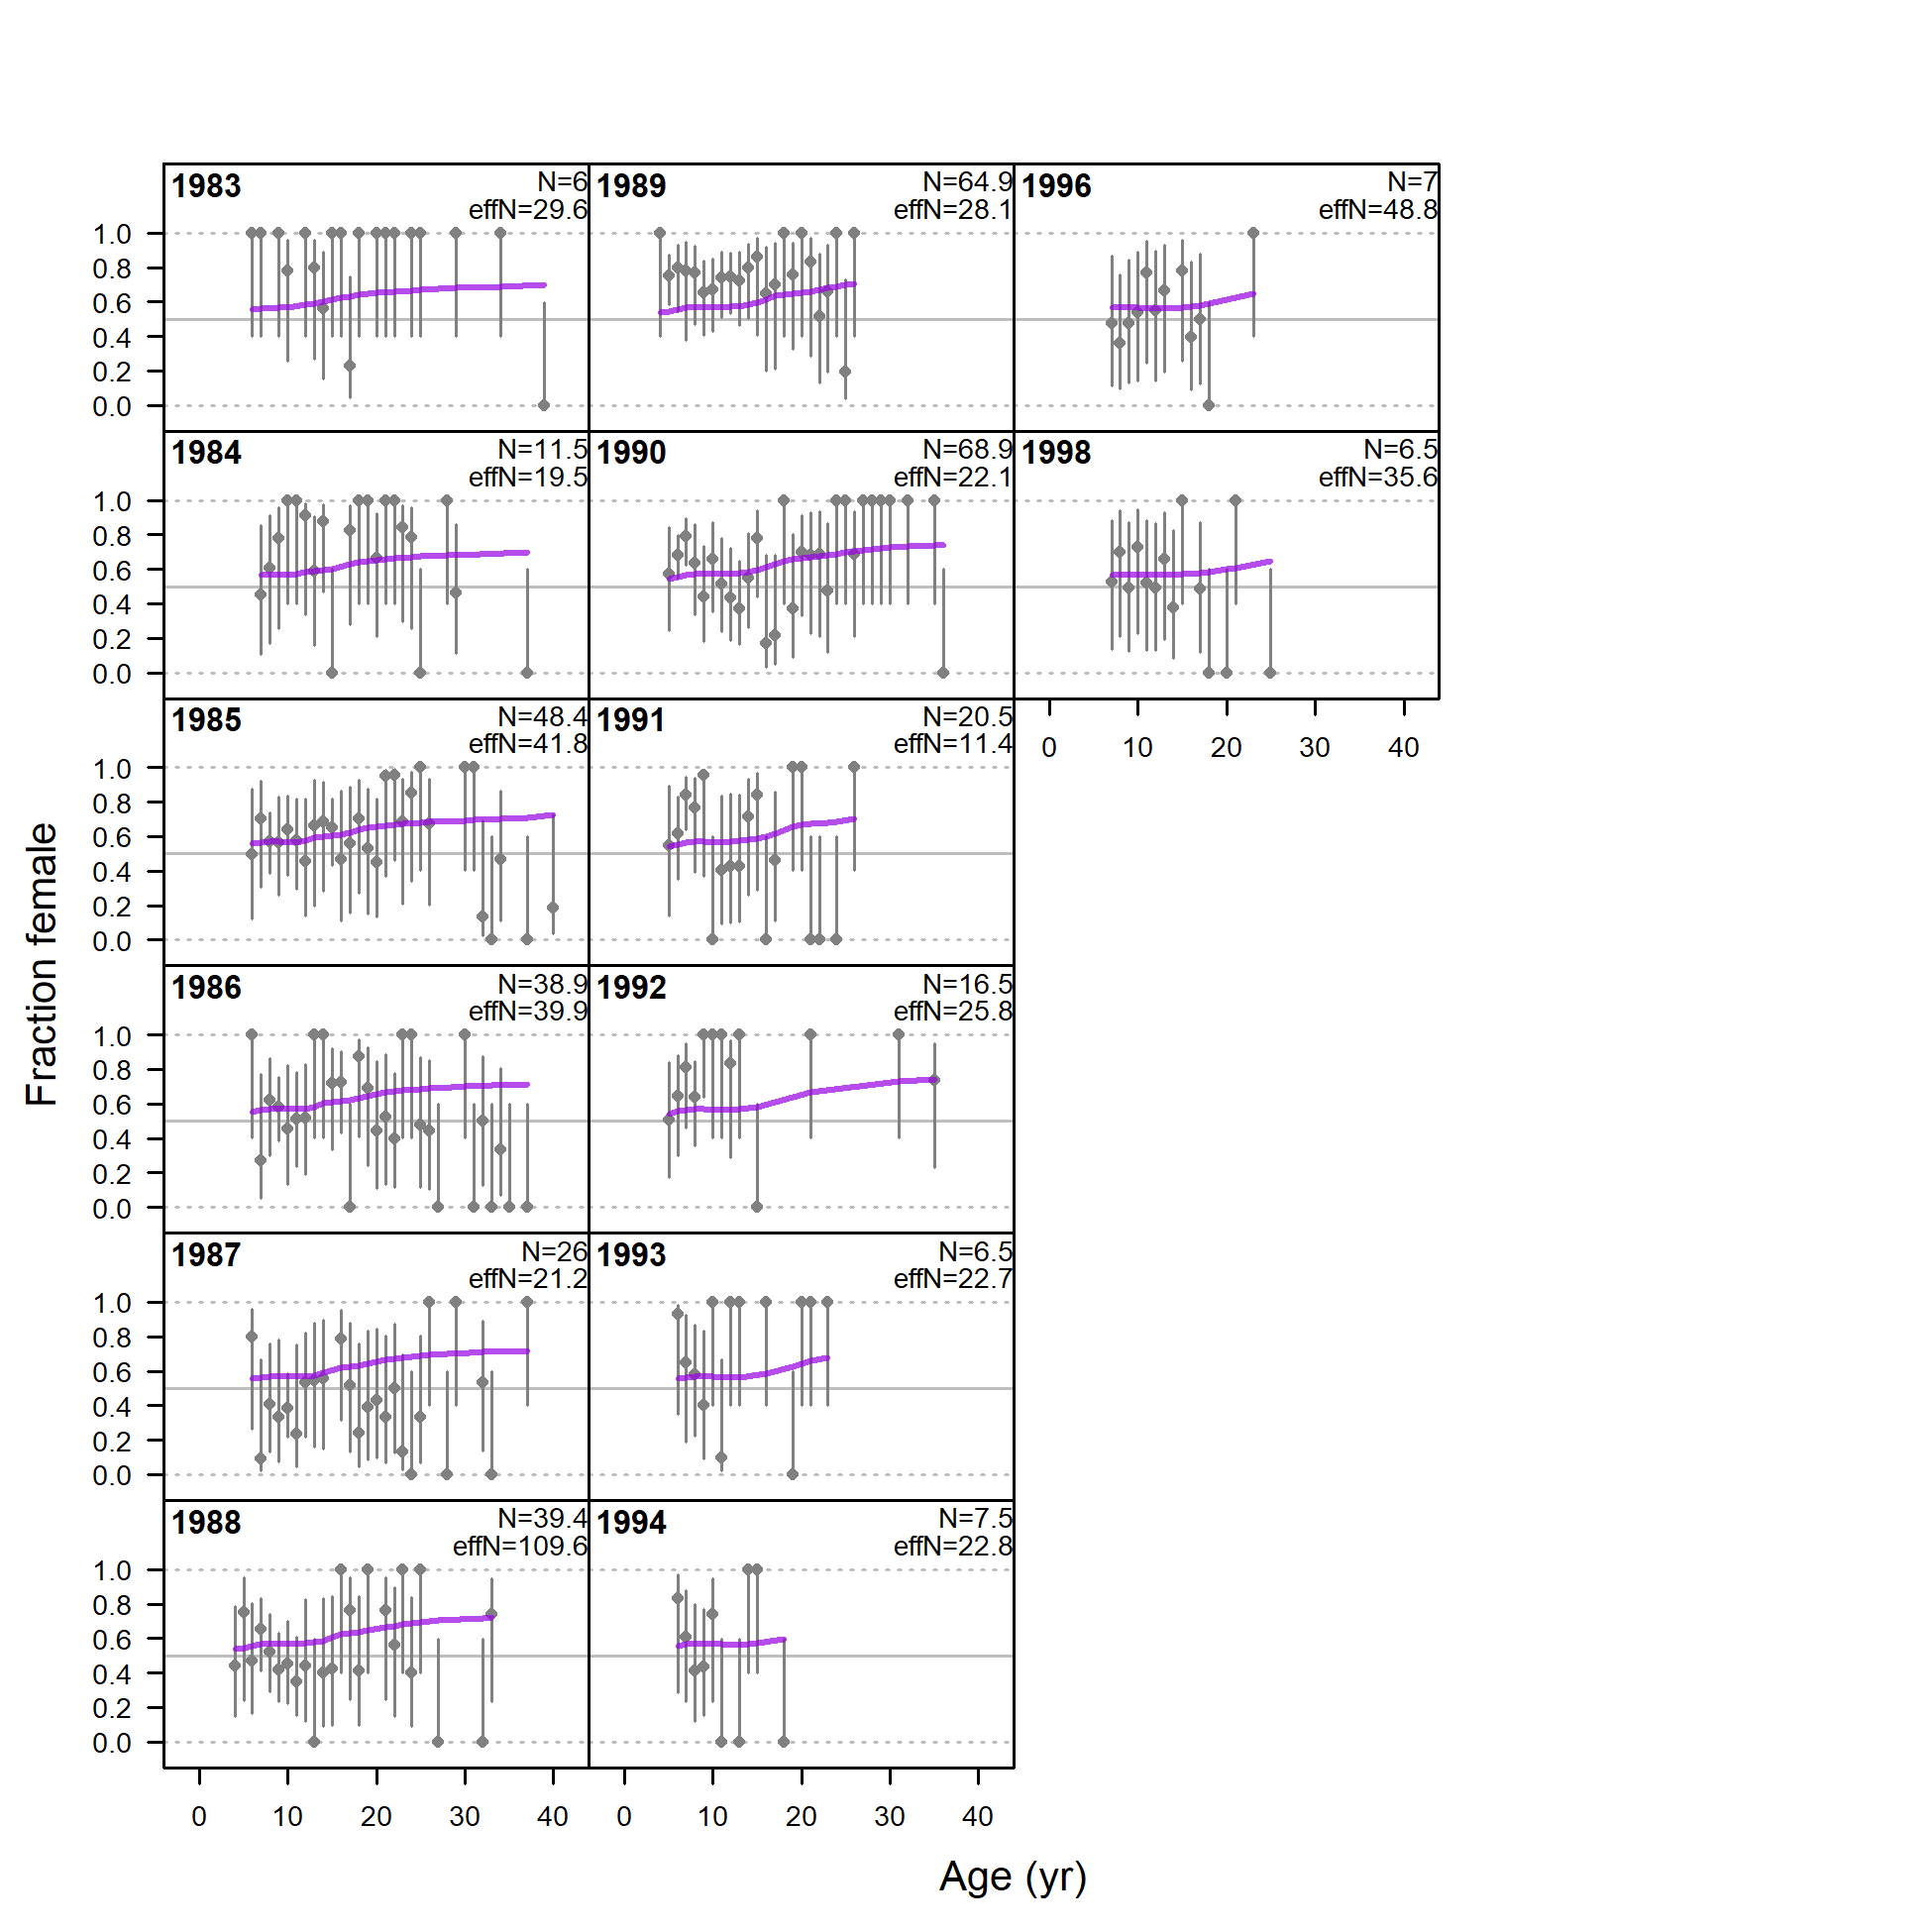 1983
N=6
effN=29.6
1989
N=64.9
effN=28.1
1996
N=7
effN=48.8
1.0
0.8
0.6
0.4
0.2
0.0
1984
N=11.5
effN=19.5
1990
N=68.9
effN=22.1
1998
N=6.5
effN=35.6
1.0
0.8
0.6
0.4
0.2
0.0
0 10 20 30 40
1985
N=48.4
effN=41.8
1991
N=20.5
effN=11.4
1.0
0.8
0.6
0.4
0.2
0.0
1986
N=38.9
effN=39.9
1992
N=16.5
effN=25.8
1.0
0.8
0.6
0.4
0.2
0.0
1987
N=26
effN=21.2
1993
N=6.5
effN=22.7
1.0
0.8
0.6
0.4
0.2
0.0
1988
N=39.4
effN=109.6
1994
N=7.5
effN=22.8
1.0
0.8
0.6
0.4
0.2
0.0
0 10 20 30 40
0 10 20 30 40
Fraction female
Age (yr)